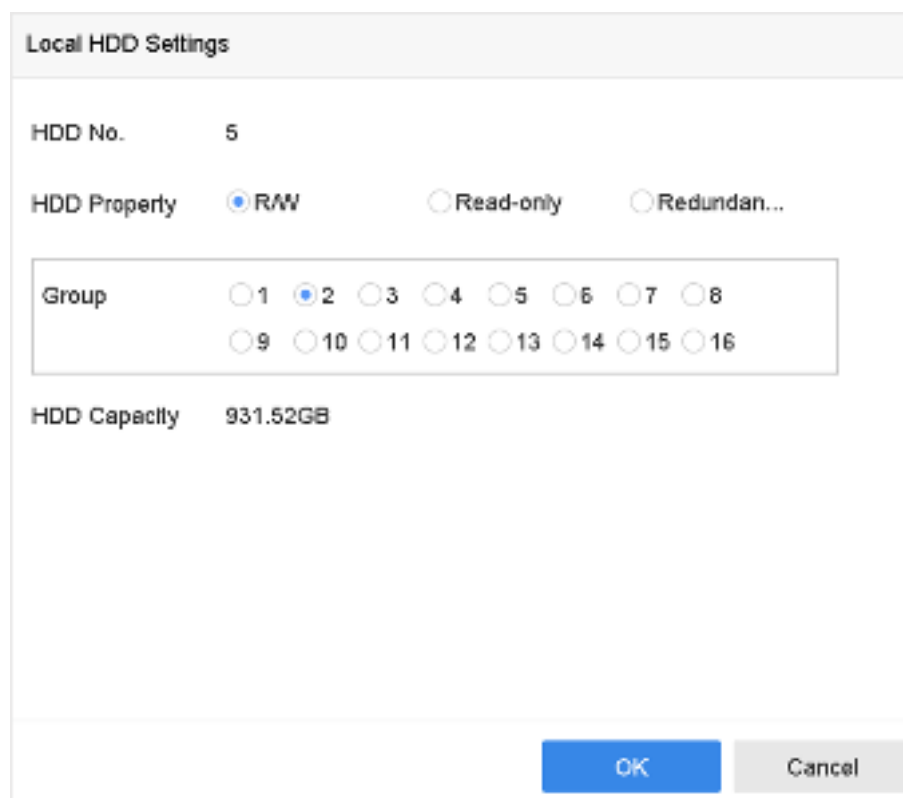 Local HDD Settings
HDD No. 5
HDD Property R/W Read-only Redundan...
Group 1 2 3 4 5 6 7 8
9 10 11 12 13 14 15 16
HDD Capacity 931.52GB
OK Cancel